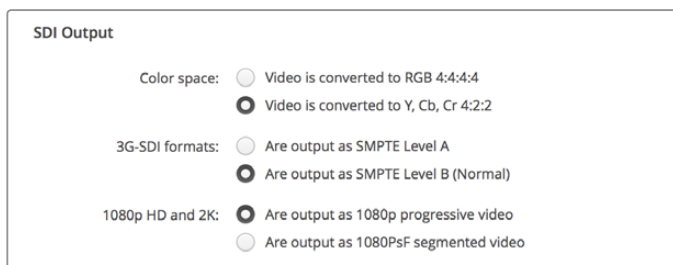 SDI Output
Color space: Video is converted to RGB 4:4:4:4
Video is converted to Y, Cb, Cr 4:2:2
3G-SDI formats: Are output as SMPTE Level A
Are output as SMPTE Level B (Normal)
1080p HD and 2K: Are output as 1080p progressive video
Are output as 1080PsF segmented video